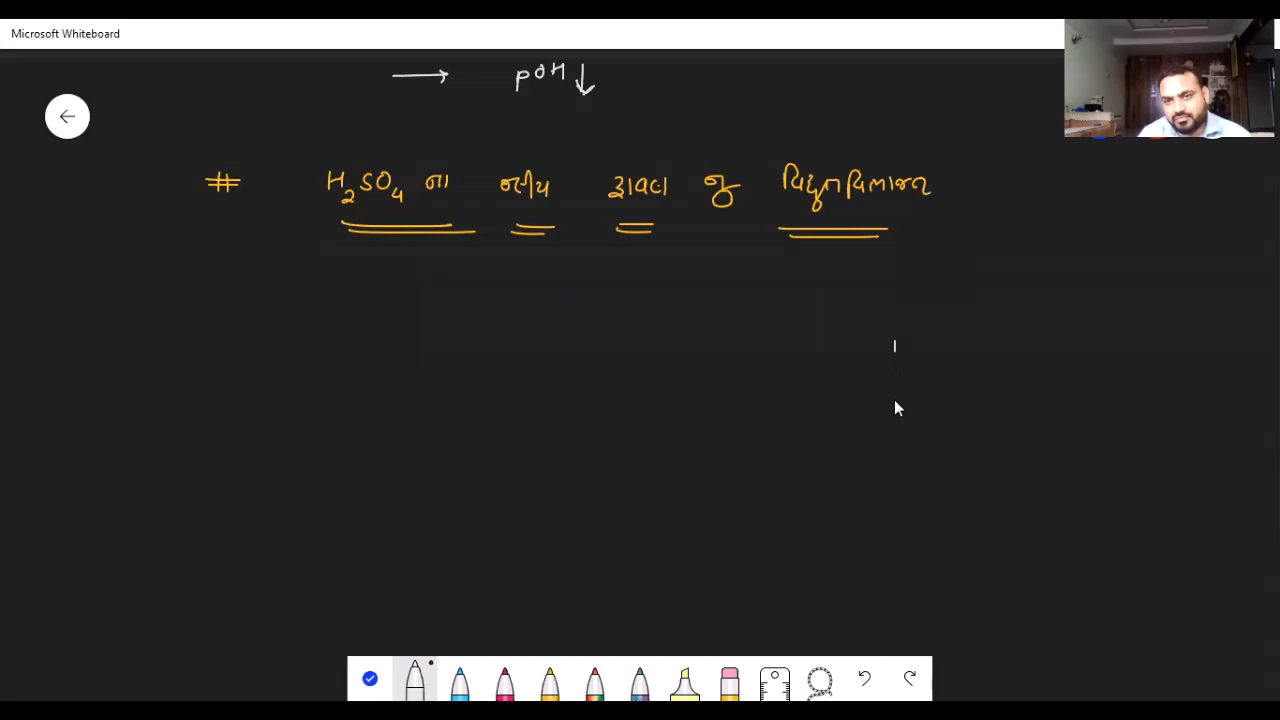 Microsoft Whiteboard
→ pOH ↓
# H₂SO₄ ના જલીય દ્રાવણ નું વિદ્યુતવિભાજન